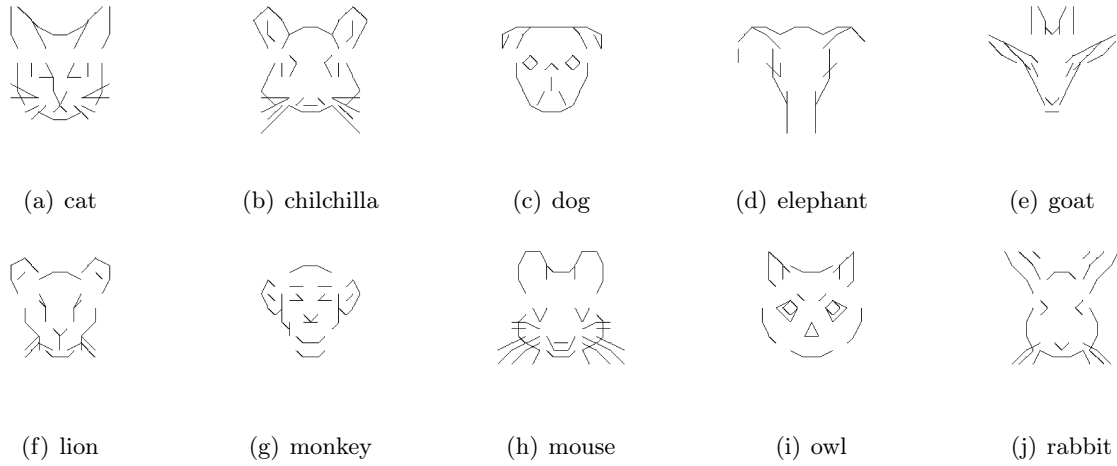 (a) cat (b) chilchilla (c) dog (d) elephant (e) goat
(f) lion (g) monkey (h) mouse (i) owl (j) rabbit